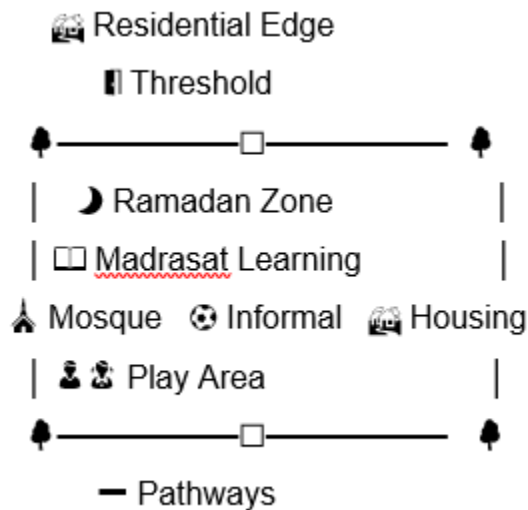 Residential Edge
Threshold
Ramadan Zone
Madrasat Learning
Mosque Informal Housing
Play Area
Pathways